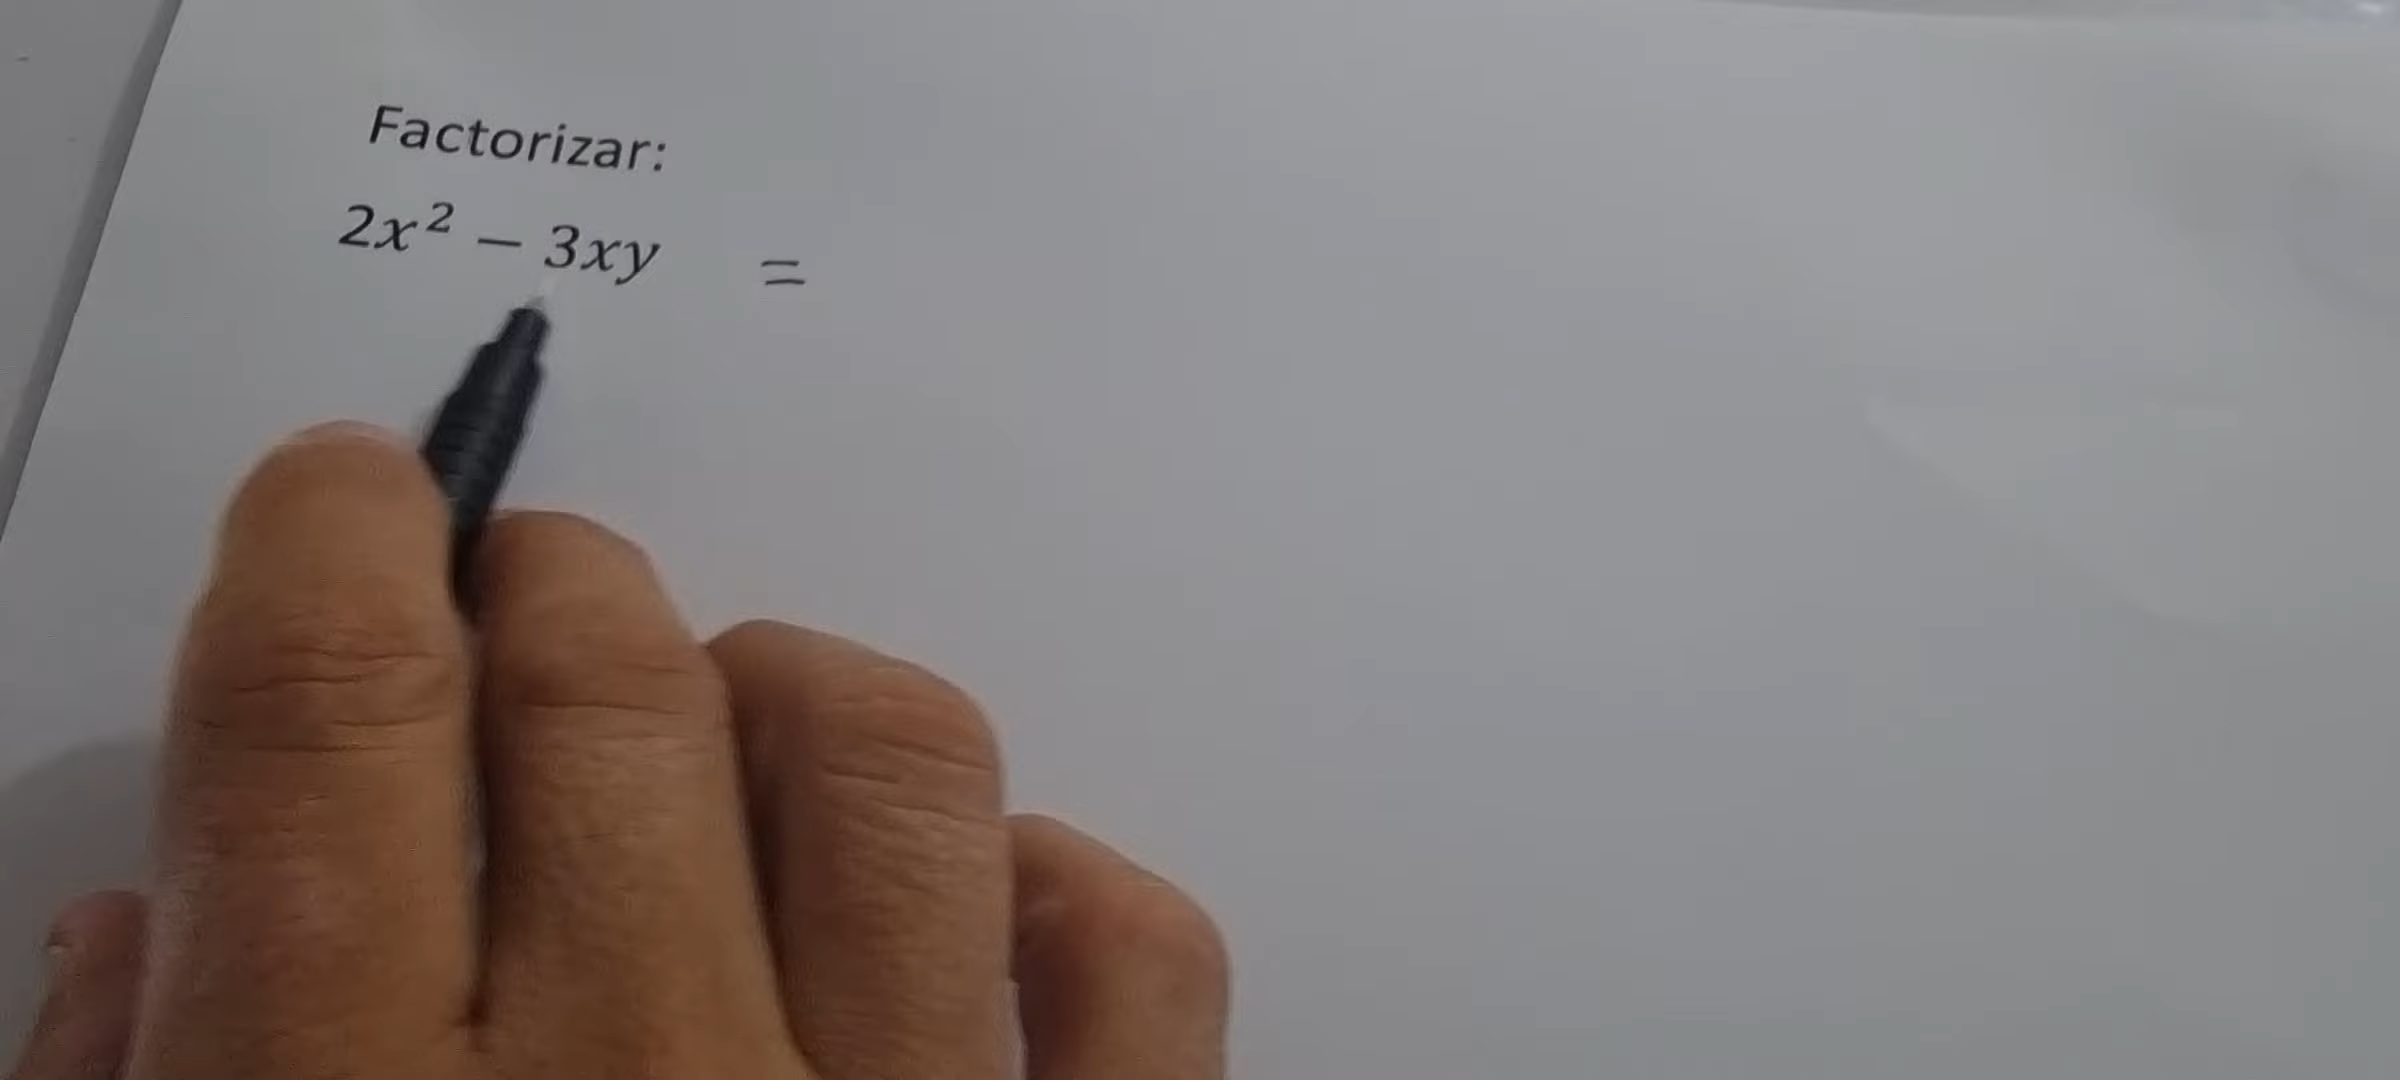 Factorizar:
2x² − 3xy =